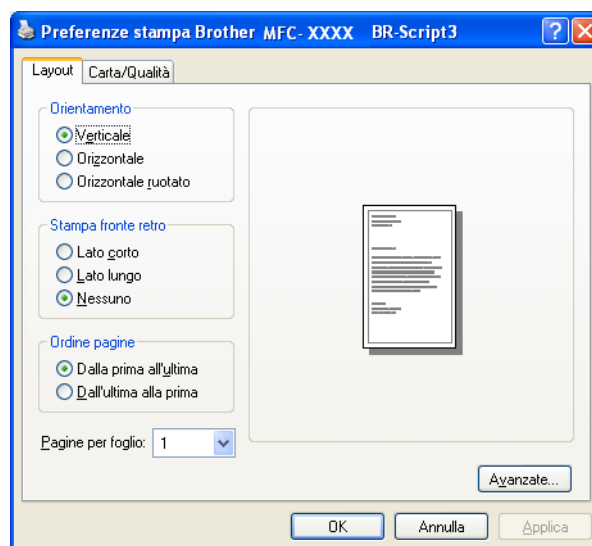 Preferenze stampa Brother MFC-XXXX BR-Script3
Layout Carta/Qualità
Orientamento
Verticale
Orizzontale
Orizzontale ruotato
Stampa fronte retro
Lato corto
Lato lungo
Nessuno
Ordine pagine
Dalla prima all'ultima
Dall'ultima alla prima
Pagine per foglio: 1
Avanzate...
OK Annulla Applica